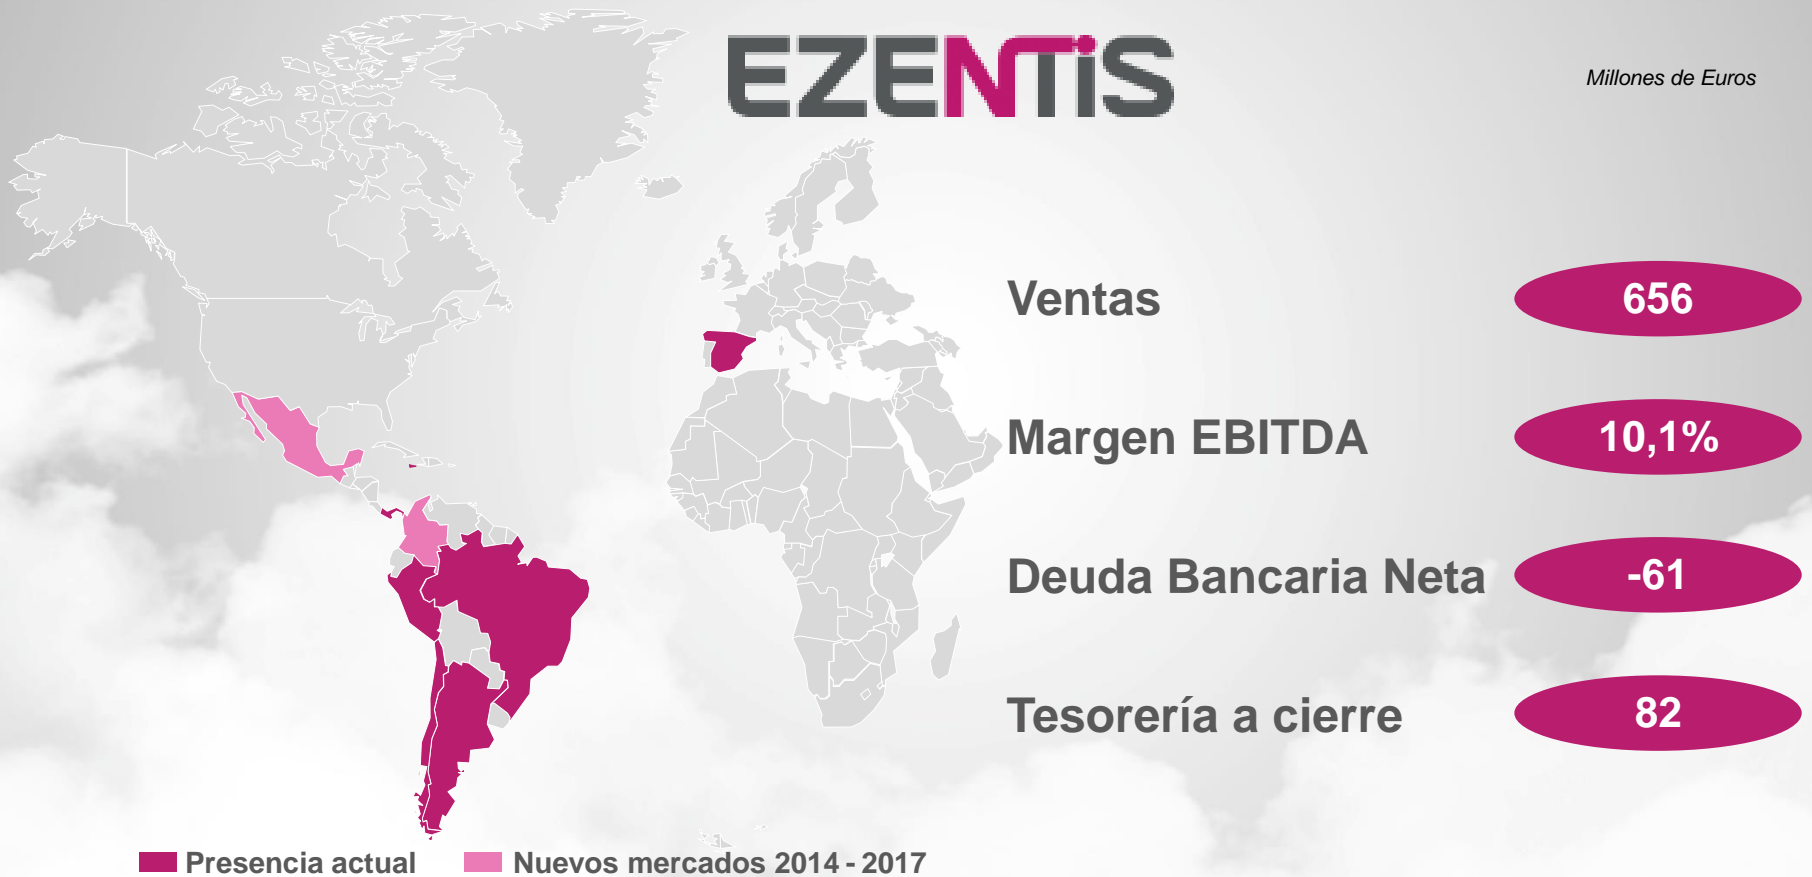 EZENTiS
Millones de Euros
Ventas 656
Margen EBITDA 10,1%
Deuda Bancaria Neta -61
Tesorería a cierre 82
Presencia actual Nuevos mercados 2014 - 2017